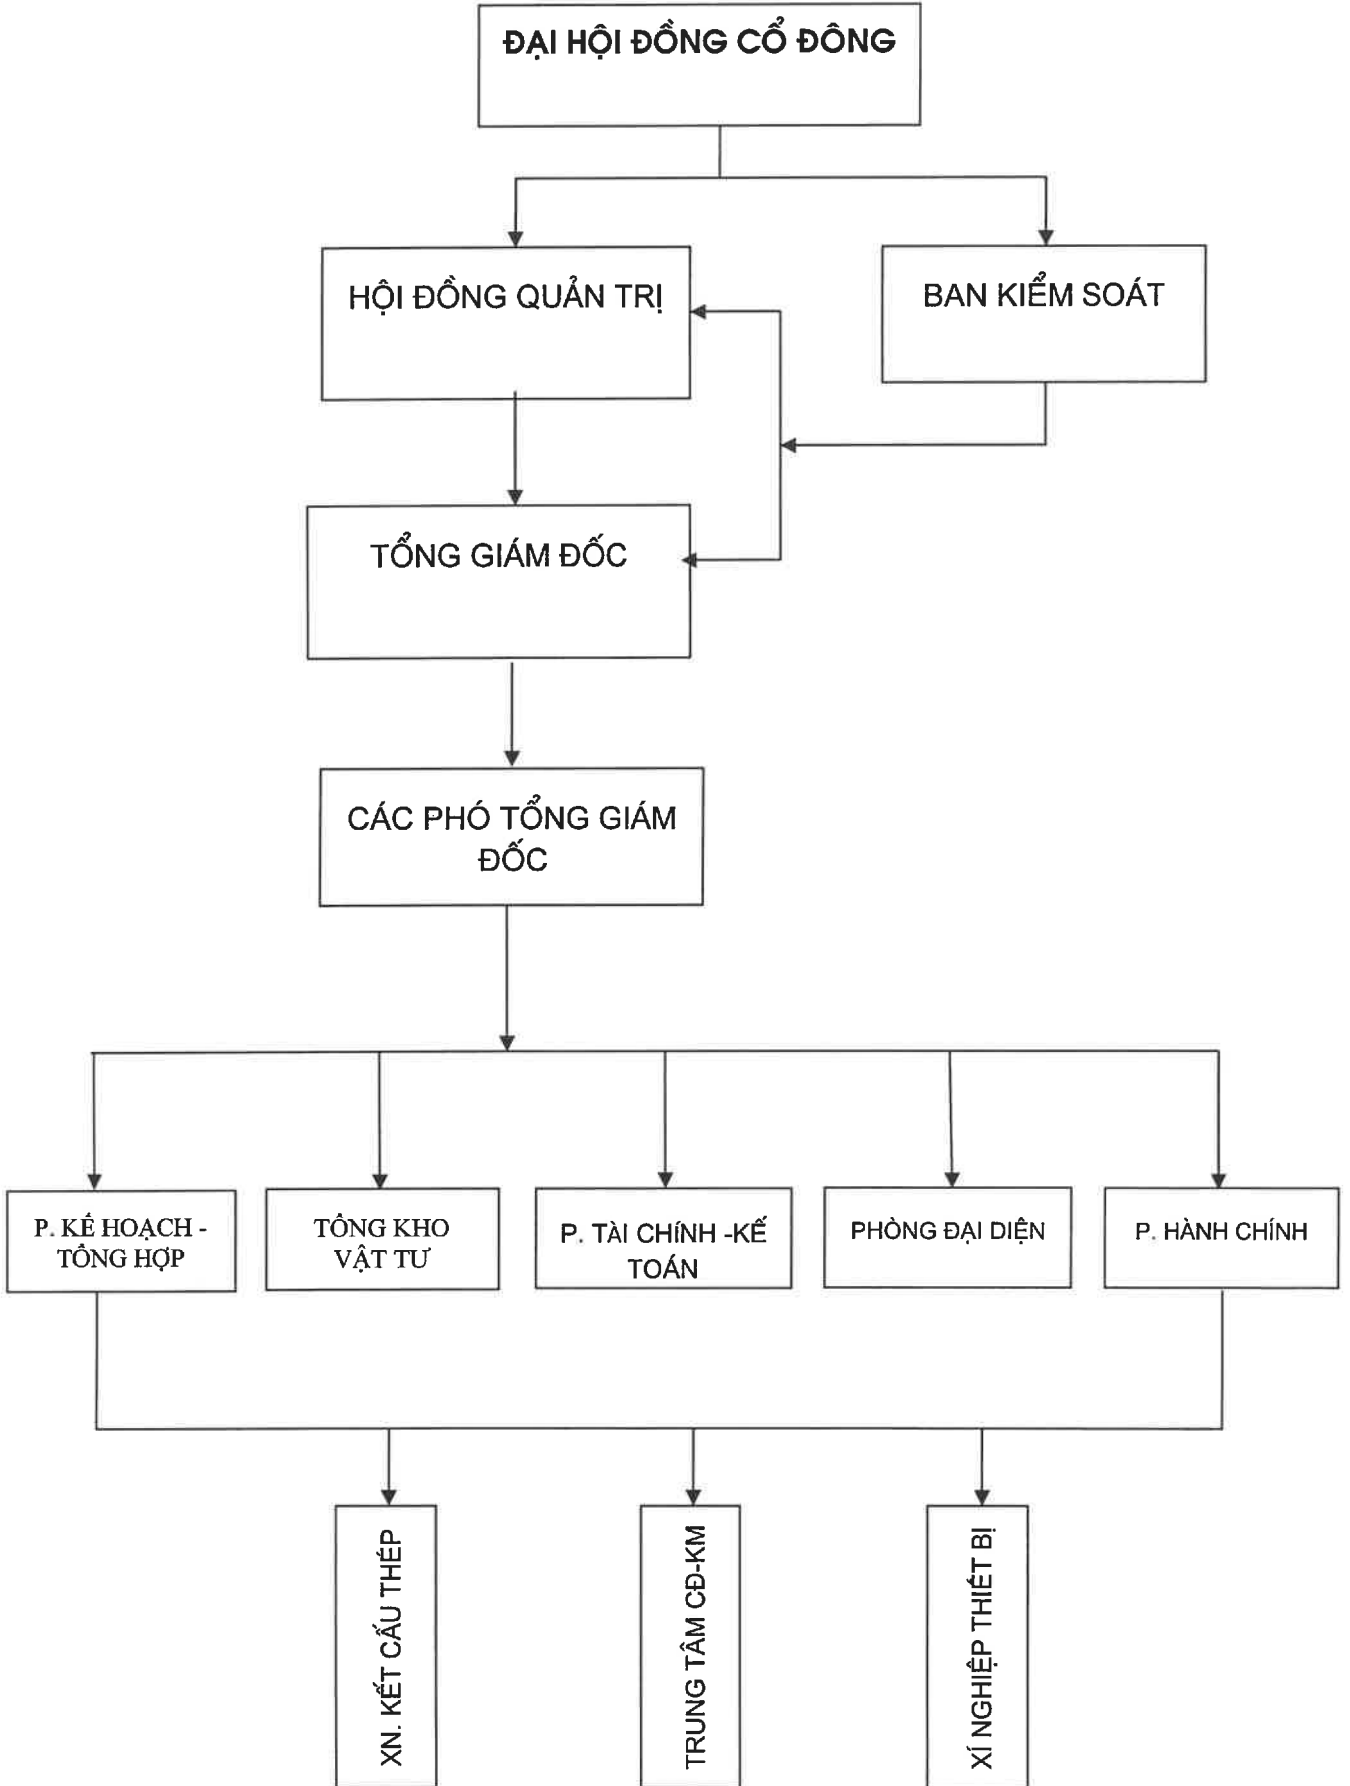 ĐẠI HỘI ĐỒNG CỔ ĐÔNG
HỘI ĐỒNG QUẢN TRỊ
BAN KIỂM SOÁT
TỔNG GIÁM ĐỐC
CÁC PHÓ TỔNG GIÁM
ĐỐC
P. KẾ HOẠCH -
TỔNG HỢP
TỔNG KHO
VẬT TƯ
P. TÀI CHÍNH -KẾ
TOÁN
PHÒNG ĐẠI DIỆN
P. HÀNH CHÍNH
XN. KẾT CẤU THÉP
TRUNG TÂM CĐ-KM
XÍ NGHIỆP THIẾT BỊ